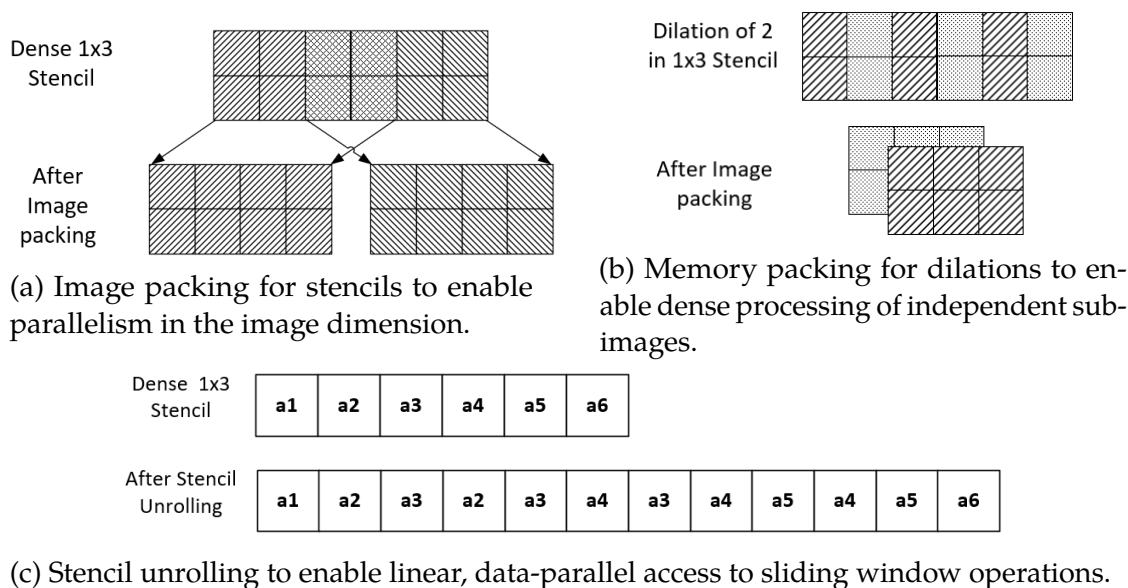 Dense 1x3
Stencil
After
Image
packing
(a) Image packing for stencils to enable
parallelism in the image dimension.
Dilation of 2
in 1x3 Stencil
After Image
packing
(b) Memory packing for dilations to en-
able dense processing of independent sub-
images.
Dense 1x3
Stencil
a1 a2 a3 a4 a5 a6
After Stencil
Unrolling
a1 a2 a3 a2 a3 a4 a3 a4 a5 a4 a5 a6
(c) Stencil unrolling to enable linear, data-parallel access to sliding window operations.